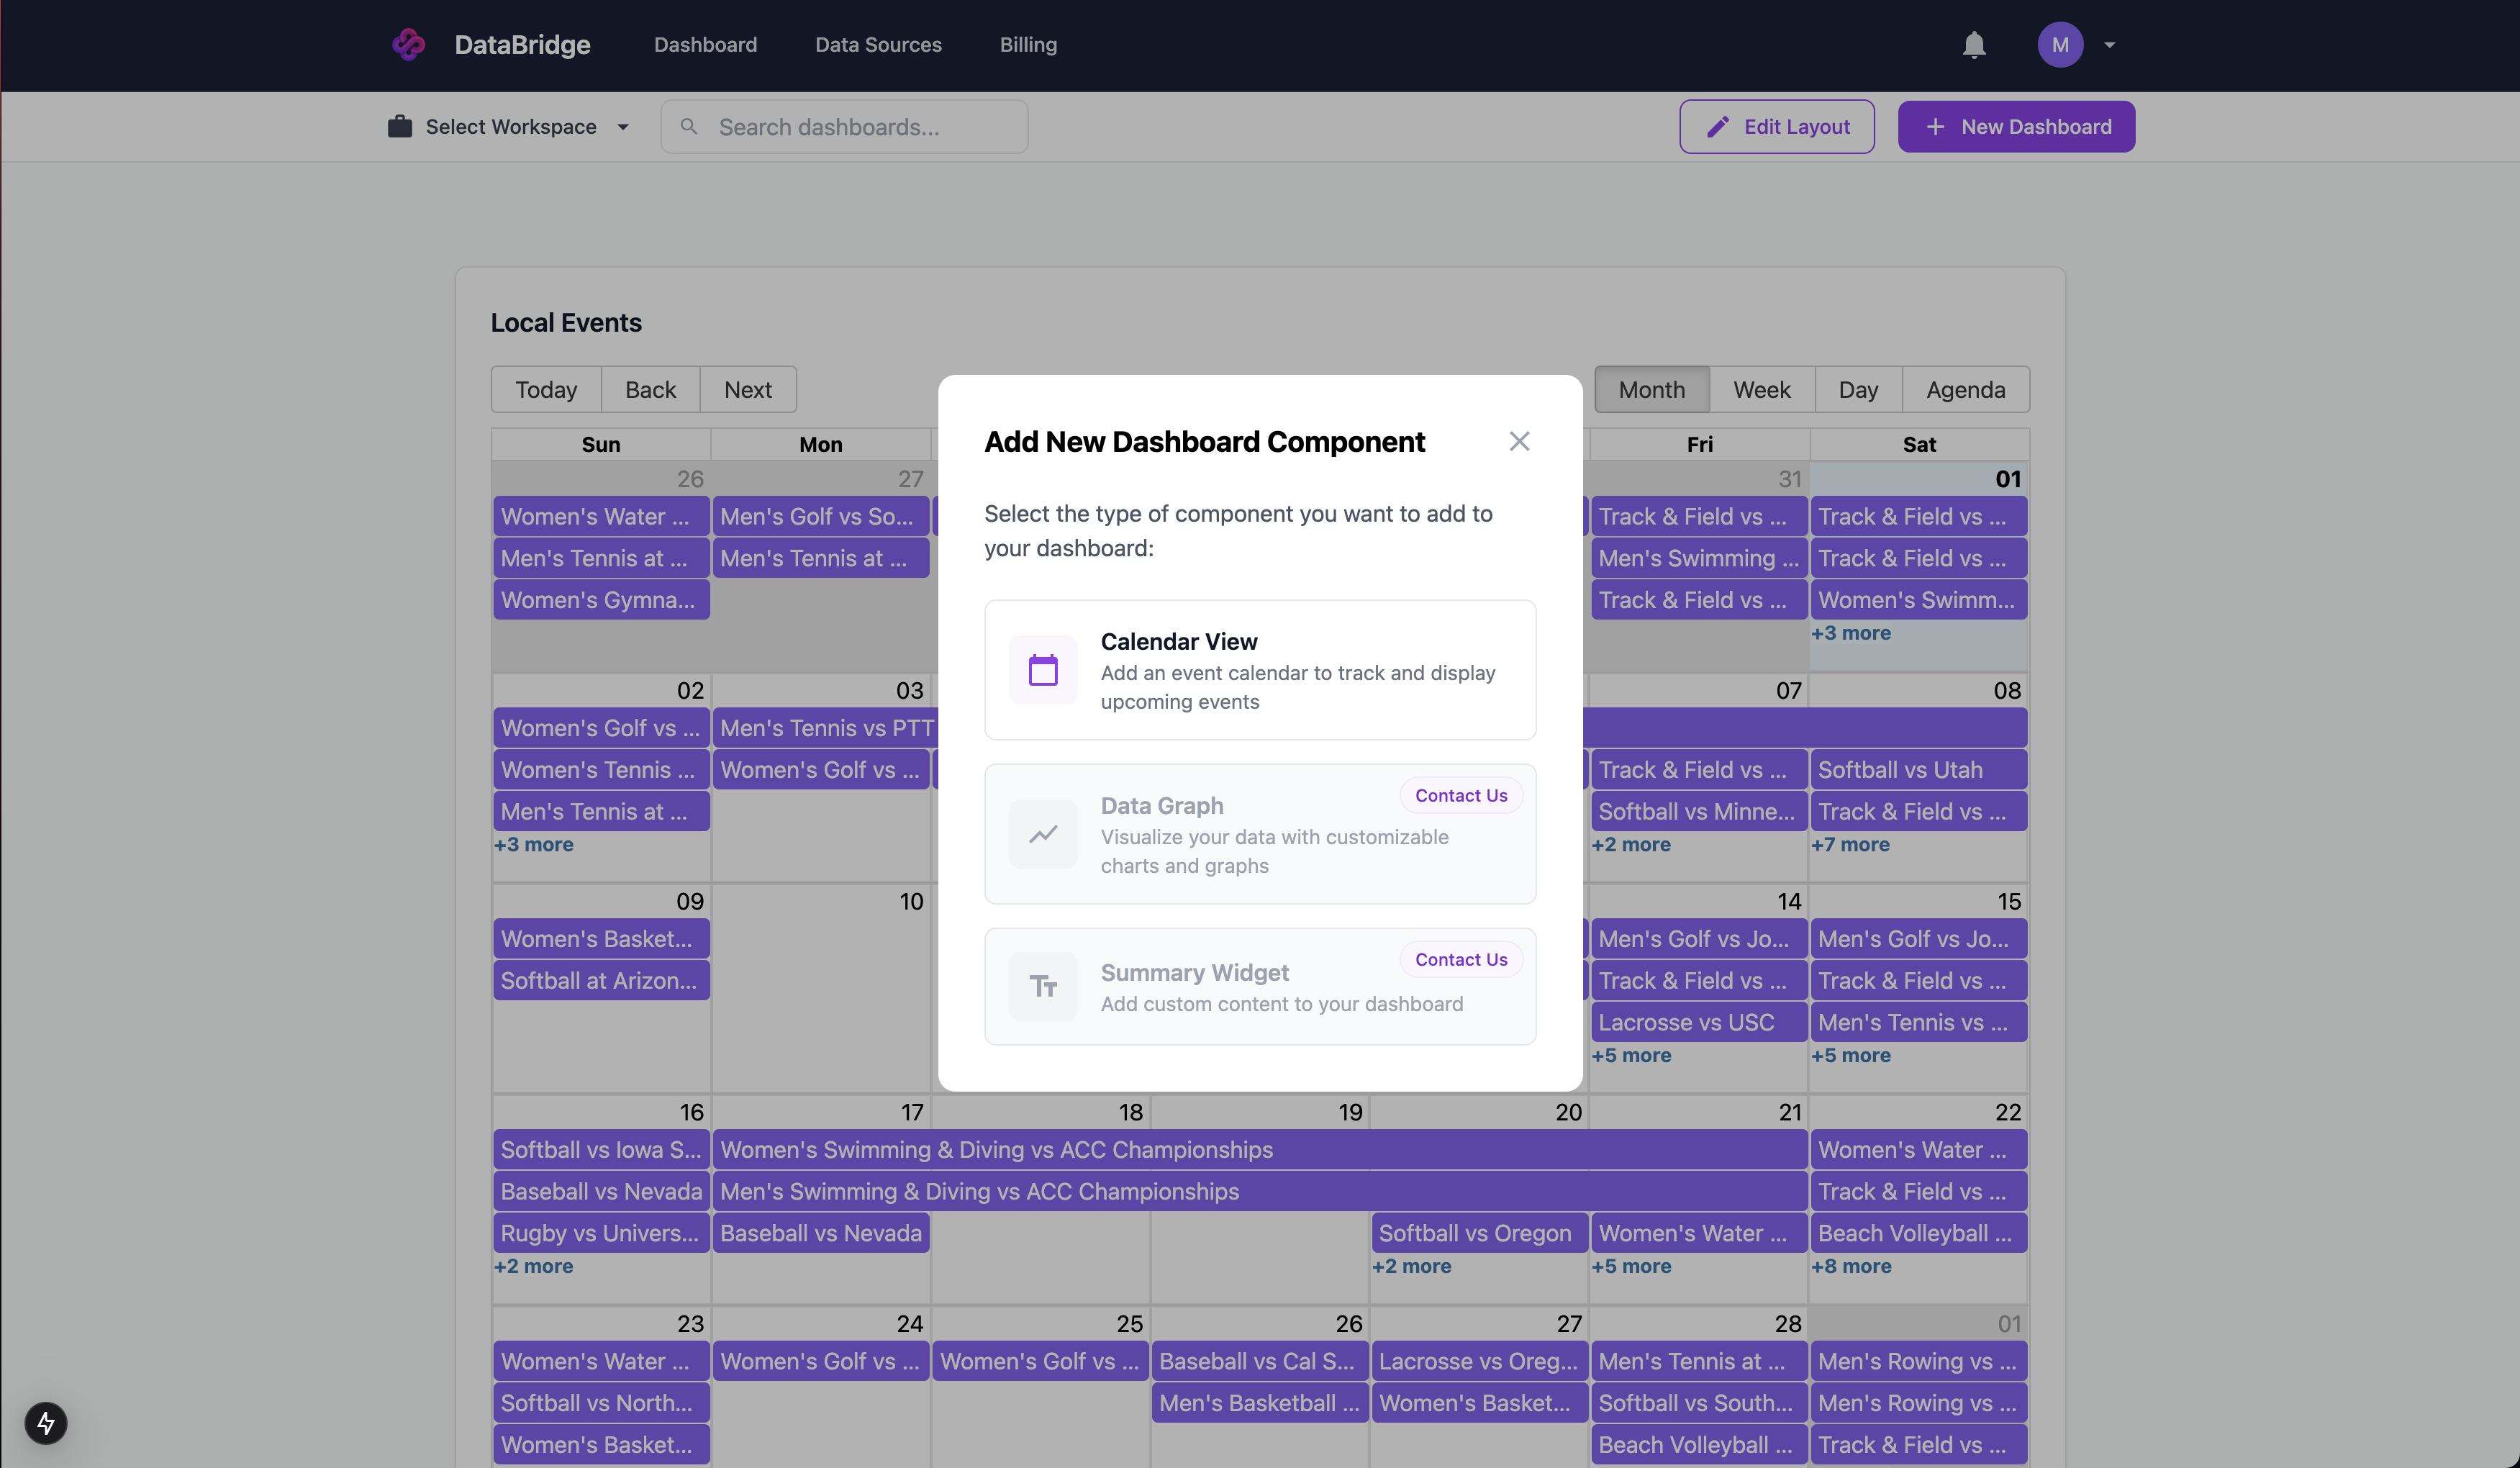 DataBridge
Dashboard
Data Sources
Billing
M
Select Workspace
Search dashboards...
Edit Layout
+ New Dashboard
Local Events
Today
Back
Next
Month
Week
Day
Agenda
Sun
Mon
Fri
Sat
26
27
31
01
Women's Water ...
Men's Golf vs So...
Track & Field vs ...
Track & Field vs ...
Men's Tennis at ...
Men's Tennis at ...
Men's Swimming ...
Track & Field vs ...
Women's Gymna...
Track & Field vs ...
Women's Swimm...
+3 more
02
03
07
08
Women's Golf vs ...
Men's Tennis vs PTT
Women's Tennis ...
Women's Golf vs ...
Track & Field vs ...
Softball vs Utah
Men's Tennis at ...
Softball vs Minne...
Track & Field vs ...
+3 more
+2 more
+7 more
09
10
14
15
Women's Basket...
Men's Golf vs Jo...
Men's Golf vs Jo...
Softball at Arizon...
Track & Field vs ...
Track & Field vs ...
Lacrosse vs USC
Men's Tennis vs ...
+5 more
+5 more
16
17
18
19
20
21
22
Softball vs Iowa S...
Women's Swimming & Diving vs ACC Championships
Women's Water ...
Baseball vs Nevada
Men's Swimming & Diving vs ACC Championships
Track & Field vs ...
Rugby vs Univers...
Baseball vs Nevada
Softball vs Oregon
Women's Water ...
Beach Volleyball ...
+2 more
+2 more
+5 more
+8 more
23
24
25
26
27
28
01
Women's Water ...
Women's Golf vs ...
Women's Golf vs ...
Baseball vs Cal S...
Lacrosse vs Oreg...
Men's Tennis at ...
Men's Rowing vs ...
Softball vs North...
Men's Basketball ...
Women's Basket...
Softball vs South...
Men's Rowing vs ...
Women's Basket...
Beach Volleyball ...
Track & Field vs ...
Add New Dashboard Component
Select the type of component you want to add to
your dashboard:
Calendar View
Add an event calendar to track and display
upcoming events
Contact Us
Data Graph
Visualize your data with customizable
charts and graphs
Contact Us
Tт
Summary Widget
Add custom content to your dashboard